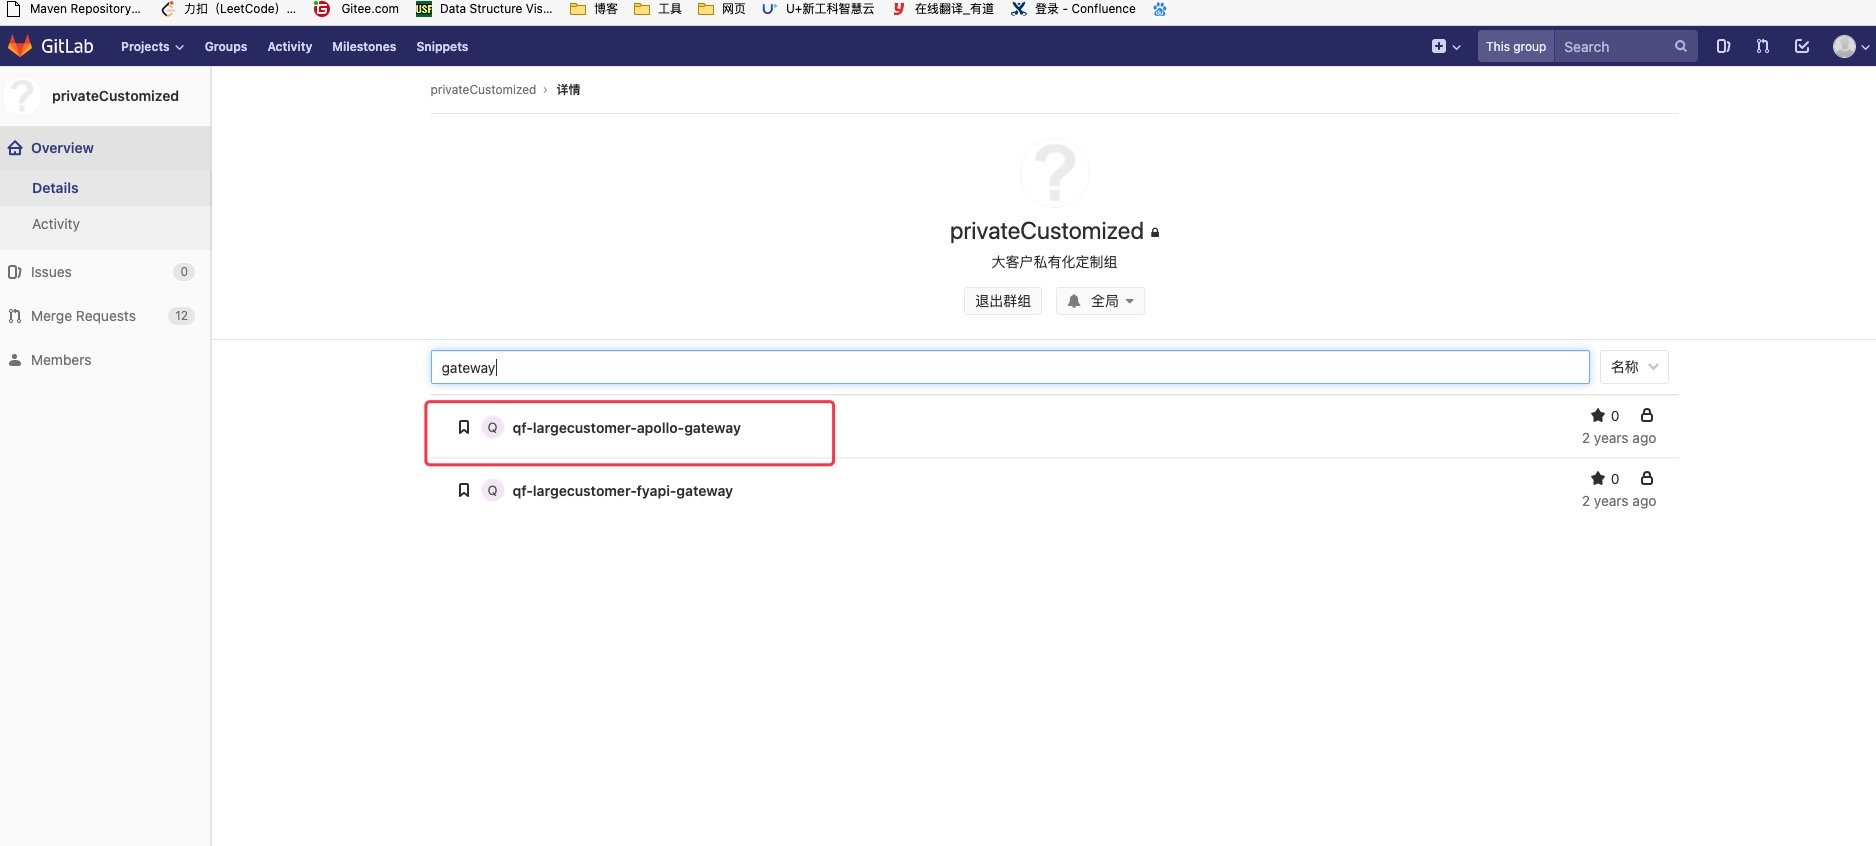 Maven Repository... 力扣（LeetCode）... Gitee.com Data Structure Vis... 博客 工具 网页 U+新工科智慧云 在线翻译_有道 登录 - Confluence
GitLab Projects Groups Activity Milestones Snippets This group Search
privateCustomized
Overview
Details
Activity
Issues 0
Merge Requests 12
Members
privateCustomized › 详情
privateCustomized
大客户私有化定制组
退出群组 全局
gateway 名称
Q qf-largecustomer-apollo-gateway 0
2 years ago
Q qf-largecustomer-fyapi-gateway 0
2 years ago